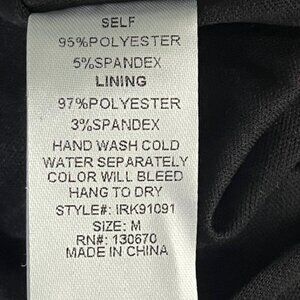 SELF
95%POLYESTER
5%SPANDEX
LINING
97%POLYESTER
3%SPANDEX
HAND WASH COLD
WATER SEPARATELY
COLOR WILL BLEED
HANG TO DRY
STYLE#: IRK91091
SIZE: M
RN#: 130670
MADE IN CHINA